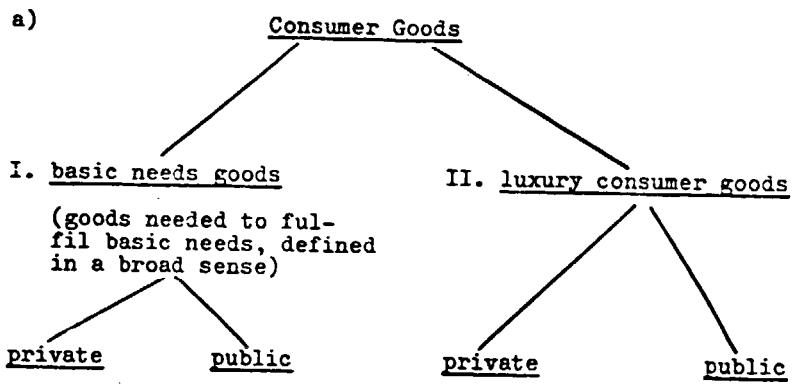 a)
Consumer Goods
I. basic needs goods
II. luxury consumer goods
(goods needed to ful-
fil basic needs, defined
in a broad sense)
private public private public